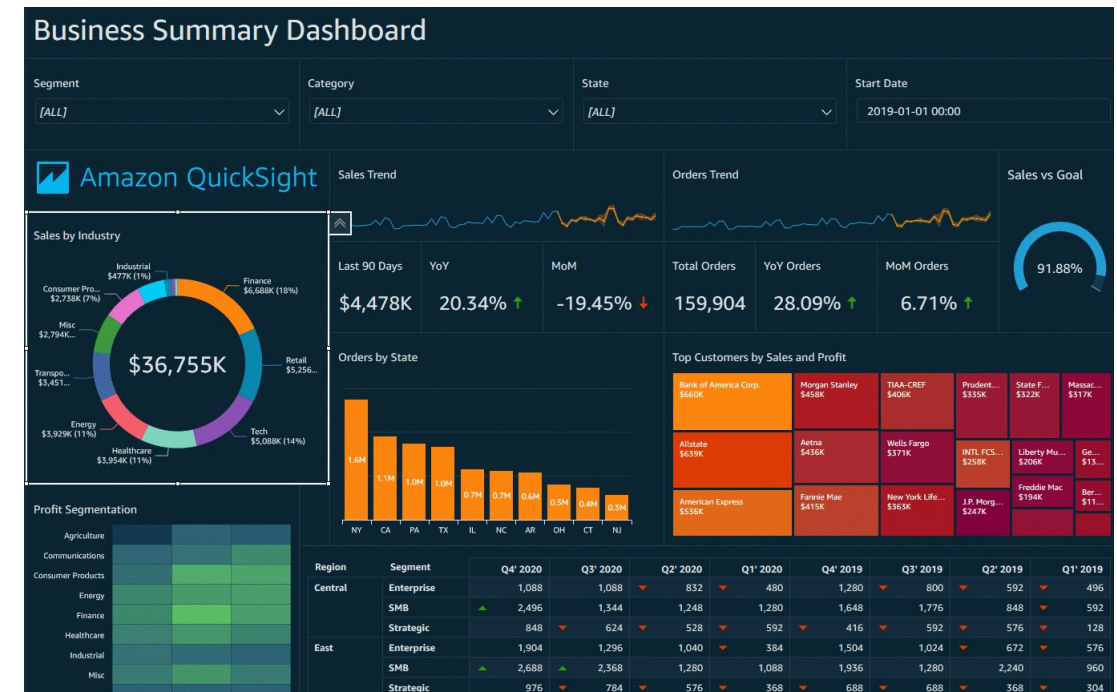 Business Summary Dashboard
Segment
Category
State
Start Date
[ALL]
[ALL]
[ALL]
2019-01-01 00:00
Amazon QuickSight
Sales Trend
Orders Trend
Sales vs Goal
Sales by Industry
Industrial
$477K (1%)
Consumer Pro...
$2,738K (7%)
Misc
$2,794K...
Transpo...
$3,451...
Energy
$3,929K (11%)
Healthcare
$3,954K (11%)
Finance
$6,688K (18%)
Retail
$5,256...
Tech
$5,088K (14%)
$36,755K
Last 90 Days
$4,478K
YoY
20.34%
MoM
-19.45%
Total Orders
159,904
YoY Orders
28.09%
MoM Orders
6.71%
91.88%
Orders by State
1.6M
1.1M
1.0M
1.0M
0.7M
0.7M
0.6M
0.5M
0.4M
0.3M
NY CA PA TX IL NC AR OH CT NJ
Top Customers by Sales and Profit
Bank of America Corp.
$660K
Allstate
$639K
American Express
$536K
Morgan Stanley
$458K
Aetna
$436K
Fannie Mae
$415K
TIAA-CREF
$406K
Wells Fargo
$371K
New York Life...
$363K
Prudent...
$335K
INTL FCS...
$258K
J.P. Morg...
$247K
State F...
$322K
Liberty Mu...
$206K
Freddie Mac
$194K
Massac...
$317K
Ge...
$13...
Ber...
$11...
Profit Segmentation
Agriculture
Communications
Consumer Products
Energy
Finance
Healthcare
Industrial
Misc
Region Segment Q4' 2020 Q3' 2020 Q2' 2020 Q1' 2020 Q4' 2019 Q3' 2019 Q2' 2019 Q1' 2019
Central Enterprise 1,088 1,088 832 480 1,280 800 592 496
SMB 2,496 1,344 1,248 1,280 1,648 1,776 848 592
Strategic 848 624 528 592 416 592 576 128
East Enterprise 1,904 1,296 1,040 384 1,504 1,024 672 576
SMB 2,688 2,368 1,280 1,088 1,936 1,280 2,240 960
Strategic 976 784 576 368 688 688 368 304